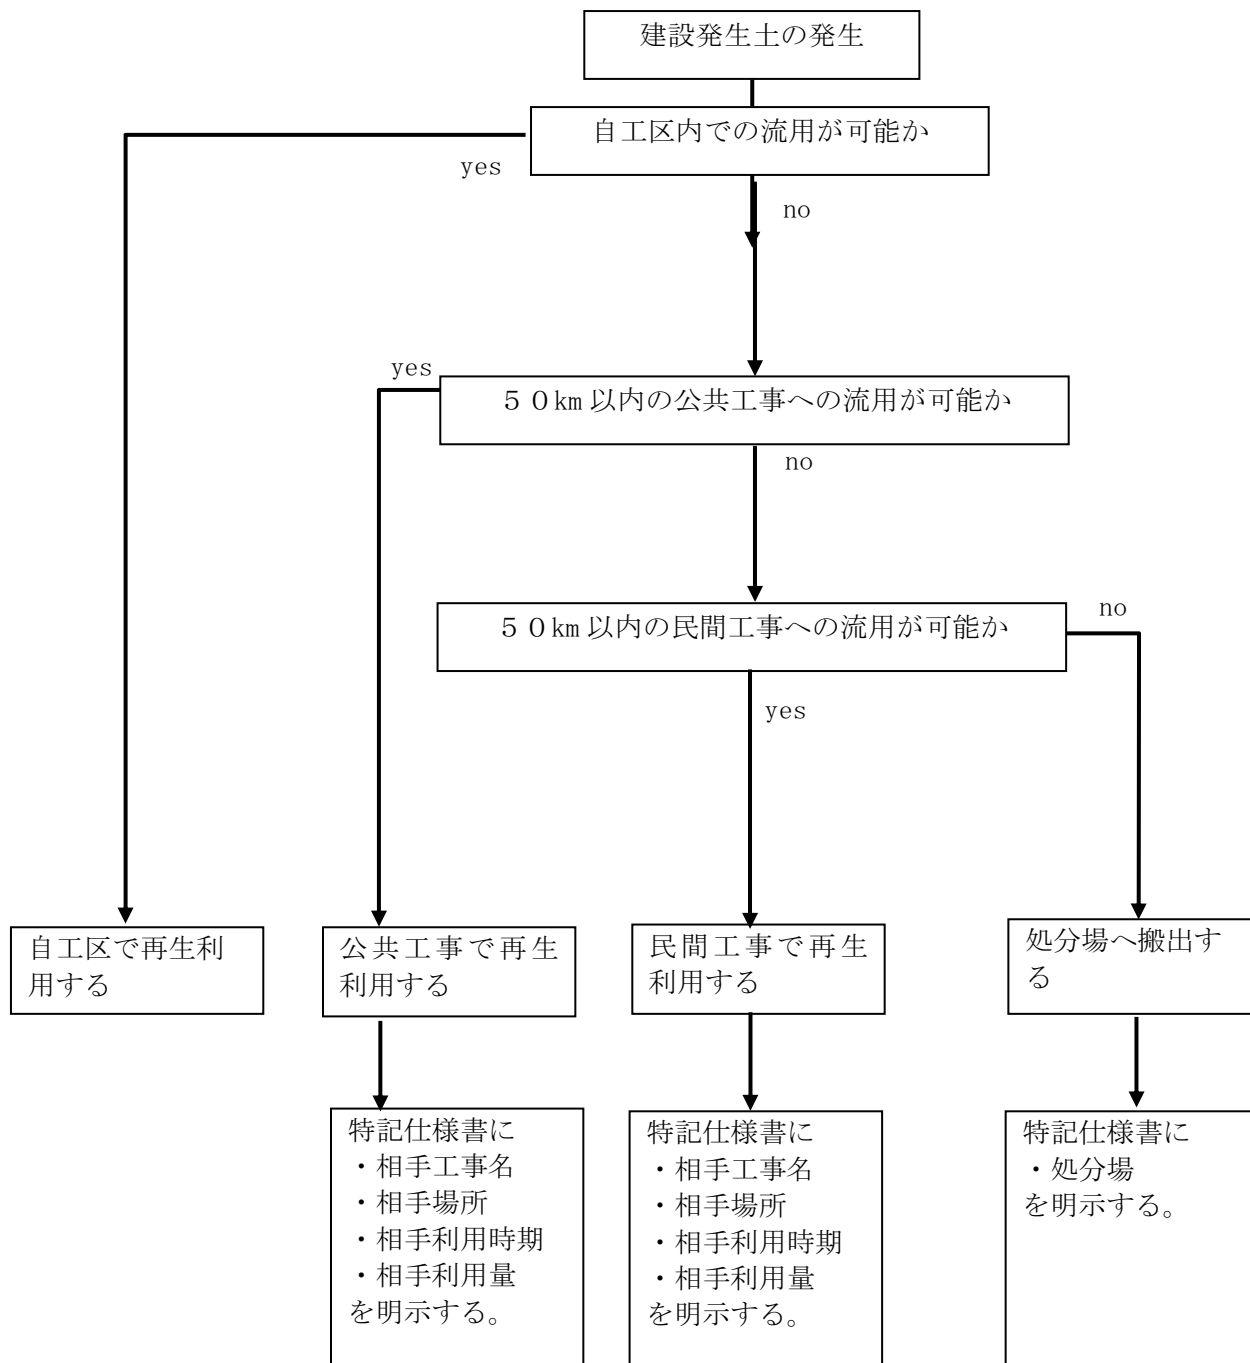 建設発生土の発生
自工区内での流用が可能か
yes
no
yes
５０km以内の公共工事への流用が可能か
no
５０km以内の民間工事への流用が可能か
no
yes
自工区で再生利
用する
公共工事で再生
利用する
民間工事で再生
利用する
処分場へ搬出す
る
特記仕様書に
・相手工事名
・相手場所
・相手利用時期
・相手利用量
を明示する。
特記仕様書に
・相手工事名
・相手場所
・相手利用時期
・相手利用量
を明示する。
特記仕様書に
・処分場
を明示する。